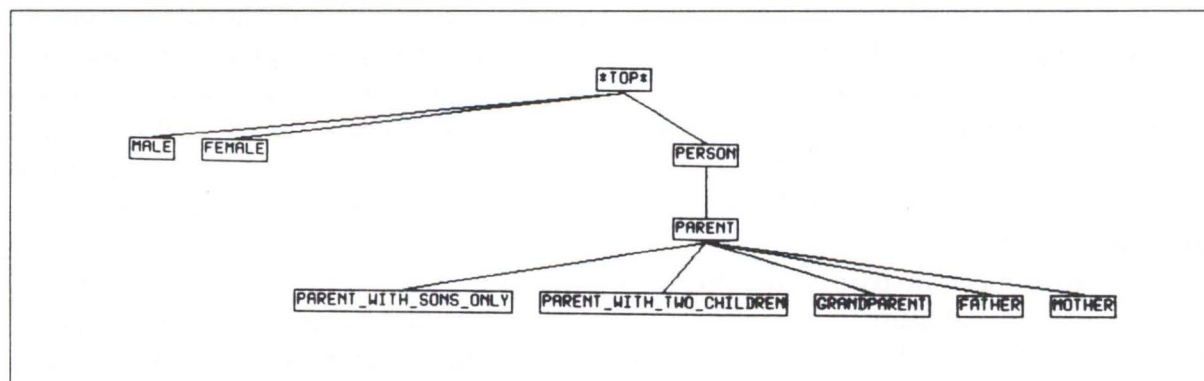 *TOP*
MALE FEMALE
PERSON
PARENT
PARENT_WITH_SONS_ONLY PARENT_WITH_TWO_CHILDREN GRANDPARENT FATHER MOTHER